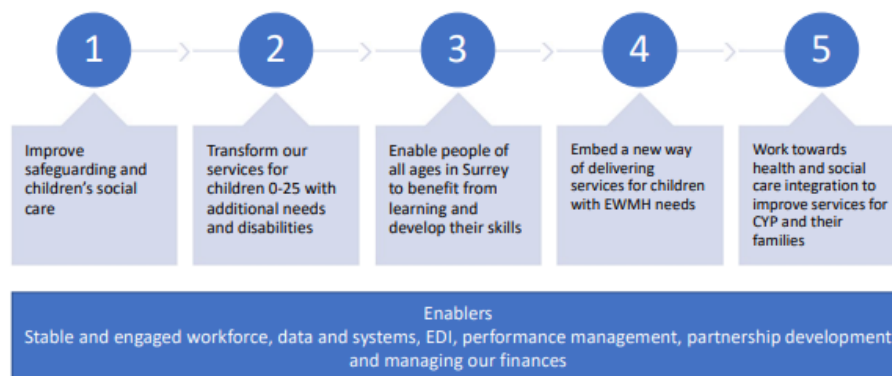 1
2
3
4
5
Improve
safeguarding and
children's social
care
Transform our
services for
children 0-25 with
additional needs
and disabilities
Enable people of
all ages in Surrey
to benefit from
learning and
develop their skills
Embed a new way
of delivering
services for children
with EWMH needs
Work towards
health and social
care integration to
improve services for
CYP and their
families
Enablers
Stable and engaged workforce, data and systems, EDI, performance management, partnership development
and managing our finances